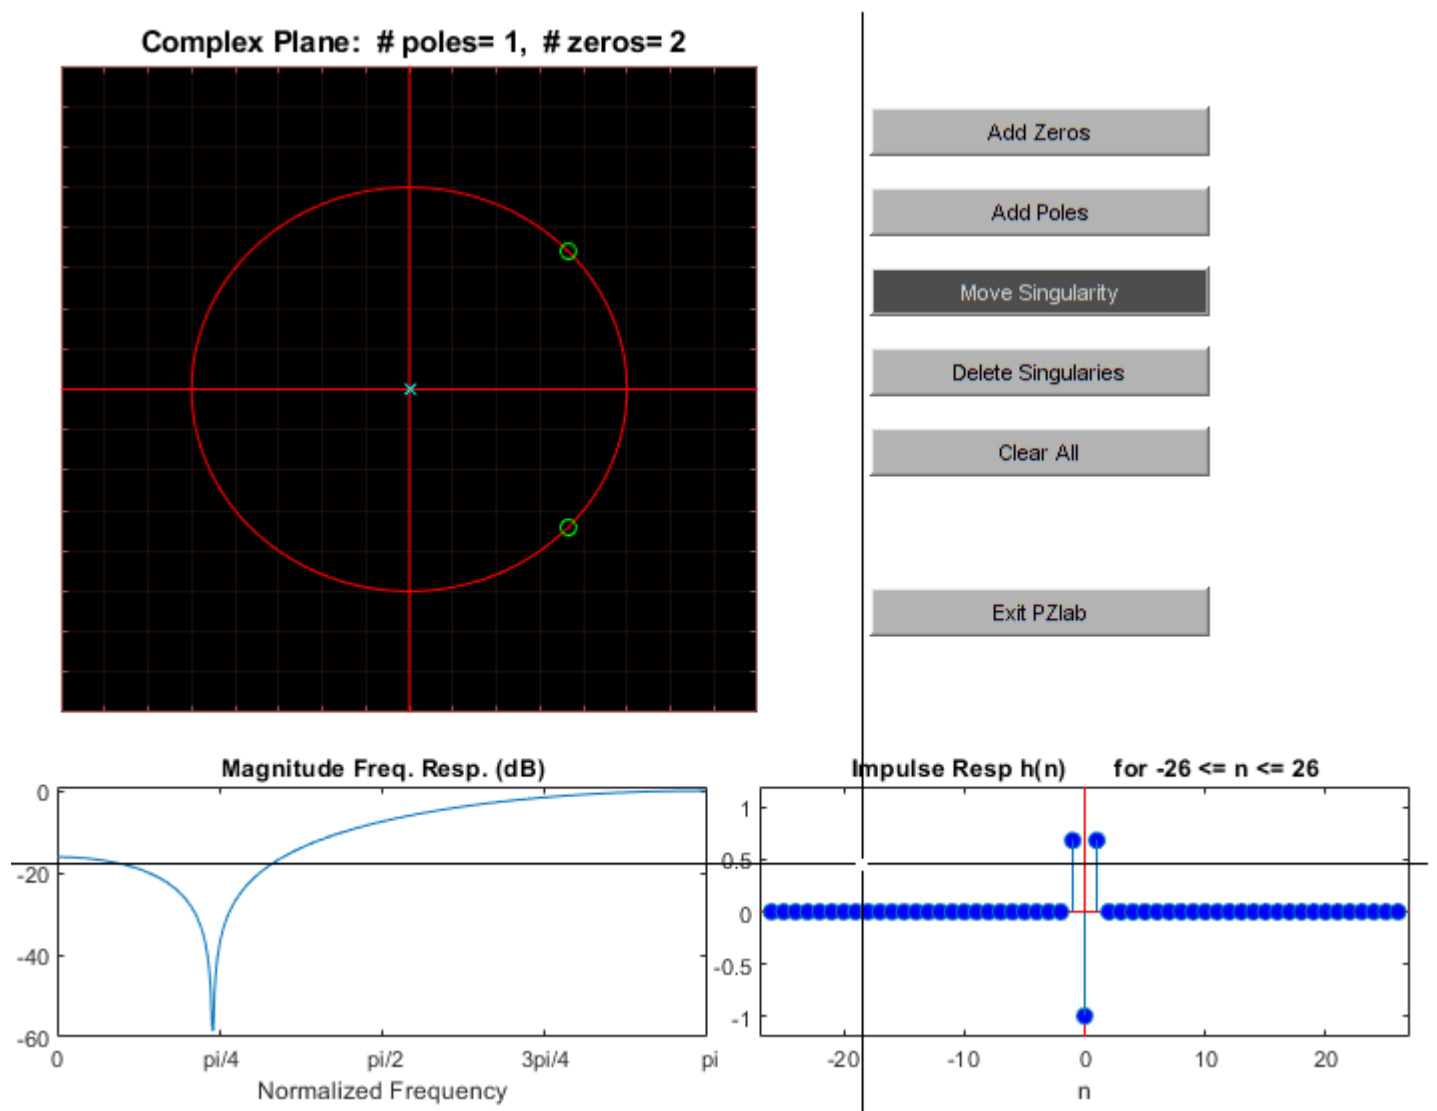 Complex Plane:  # poles= 1,  # zeros= 2
Add Zeros
Add Poles
Move Singularity
Delete Singularies
Clear All
Exit PZlab
Magnitude Freq. Resp. (dB)
0
-20
-40
-60
0 pi/4 pi/2 3pi/4 pi
Normalized Frequency
Impulse Resp h(n) for -26 <= n <= 26
1
0.5
0
-0.5
-1
-20 -10 0 10 20
n